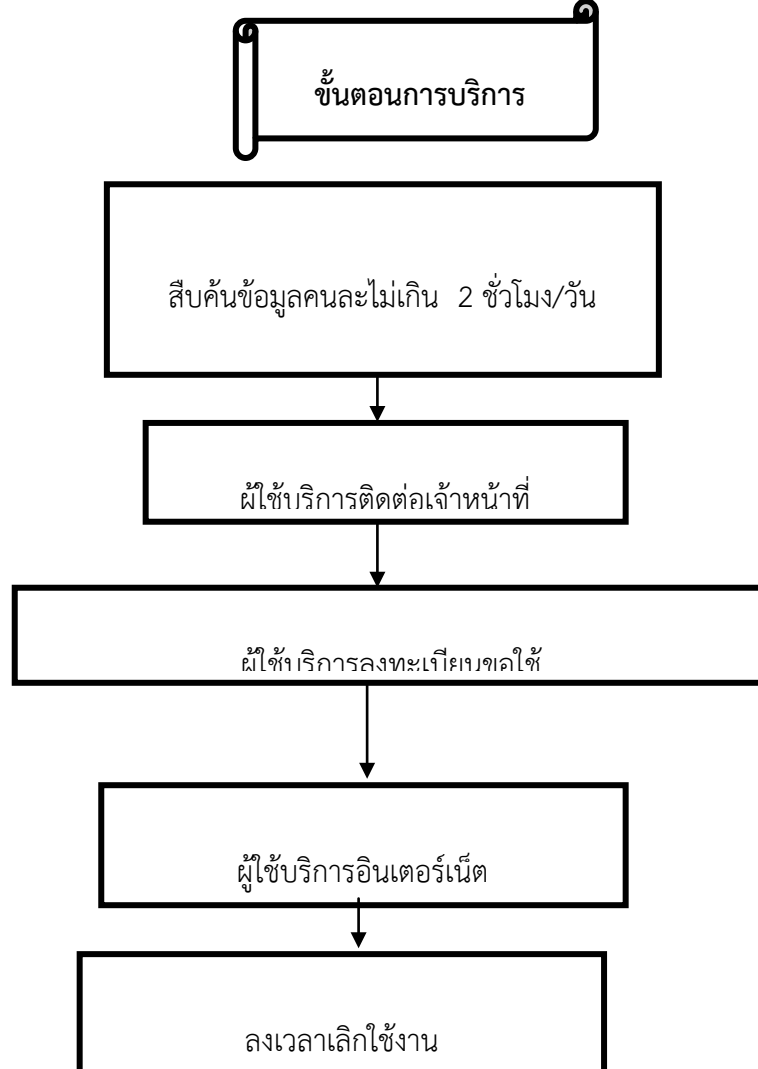 ขั้นตอนการบริการ
สืบค้นข้อมูลคนละไม่เกิน 2 ชั่วโมง/วัน
ผู้ใช้บริการติดต่อเจ้าหน้าที่
ผู้ใช้บริการลงทะเบียนขอใช้
ผู้ใช้บริการอินเตอร์เน็ต
ลงเวลาเลิกใช้งาน